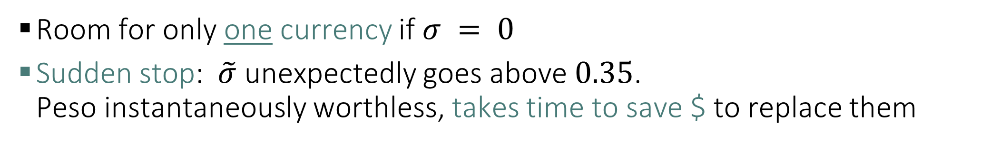 ▪ Room for only one currency if σ = 0
▪ Sudden stop: σ̃ unexpectedly goes above 0.35.
Peso instantaneously worthless, takes time to save $ to replace them